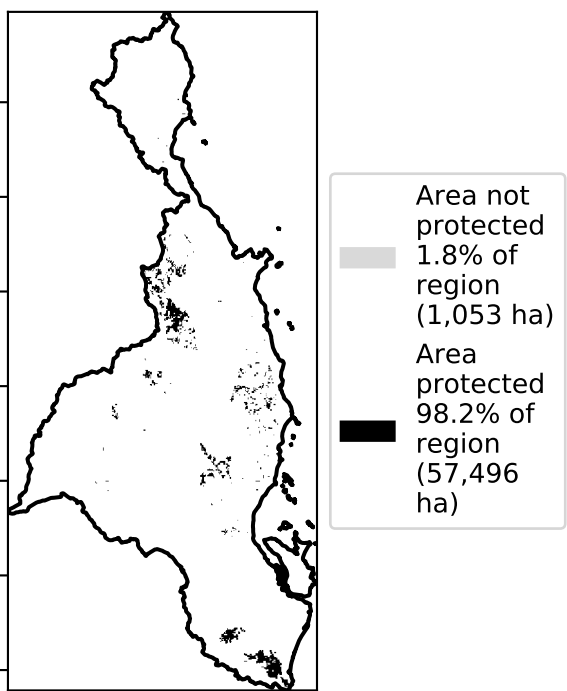 Area not
protected
1.8% of
region
(1,053 ha)
Area
protected
98.2% of
region
(57,496
ha)